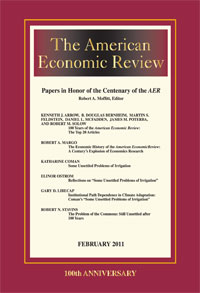 The American
Economic Review
Papers in Honor of the Centenary of the AER
Robert A. Moffitt, Editor
KENNETH J. ARROW, B. DOUGLAS BERNHEIM, MARTIN S.
FELDSTEIN, DANIEL L. MCFADDEN, JAMES M. POTERBA,
AND ROBERT M. SOLOW
100 Years of the American Economic Review:
The Top 20 Articles
ROBERT A. MARGO
The Economic History of the American Economic Review:
A Century's Explosion of Economics Research
KATHARINE COMAN
Some Unsettled Problems of Irrigation
ELINOR OSTROM
Reflections on "Some Unsettled Problems of Irrigation"
GARY D. LIBECAP
Institutional Path Dependence in Climate Adaptation:
Coman's "Some Unsettled Problems of Irrigation"
ROBERT N. STAVINS
The Problem of the Commons: Still Unsettled after
100 Years
FEBRUARY 2011
100th ANNIVERSARY